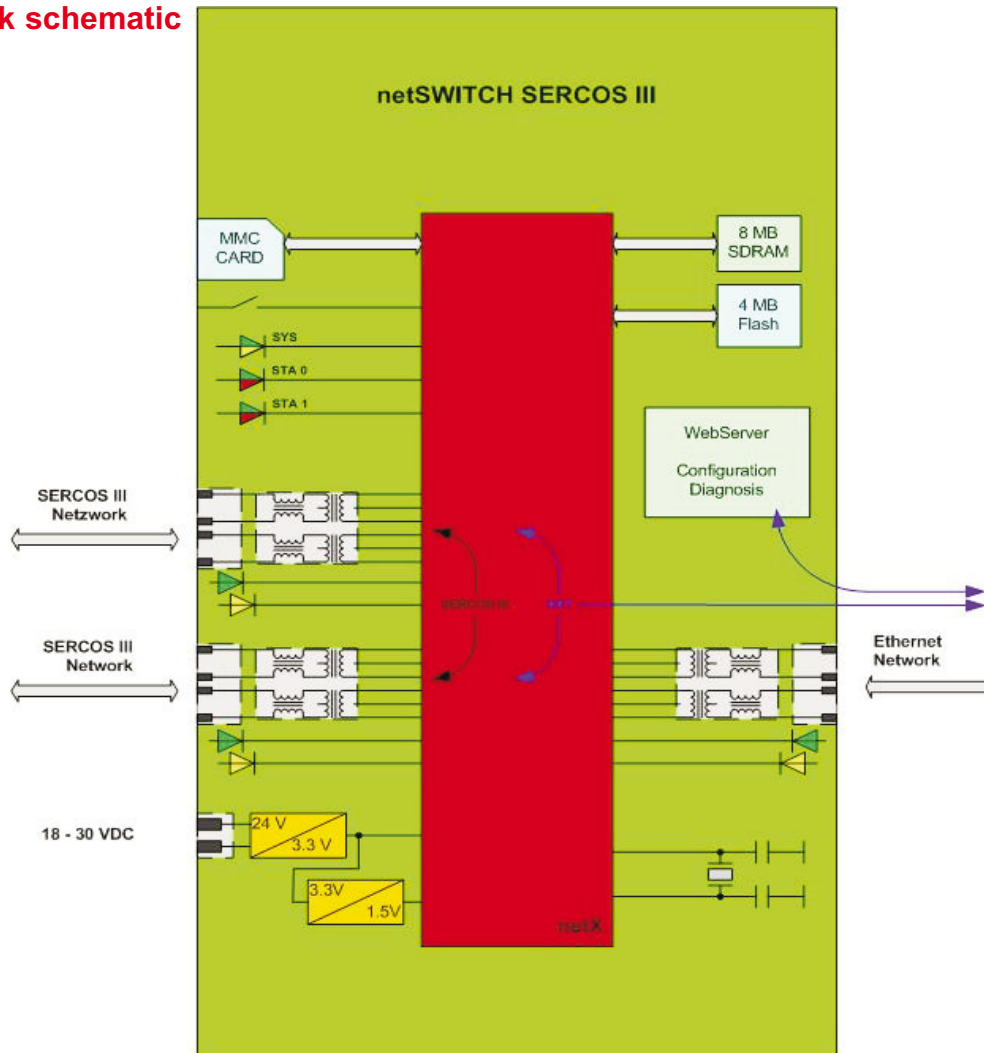 k schematic
netSWITCH SERCOS III
MMC
CARD
8 MB
SDRAM
4 MB
Flash
SYS
STA 0
STA 1
WebServer
Configuration
Diagnosis
SERCOS III
Netzwork
SERCOS III
SERCOS III
Network
Ethernet
Network
18 - 30 VDC
24 V
3.3 V
3.3V
1.5V
netX